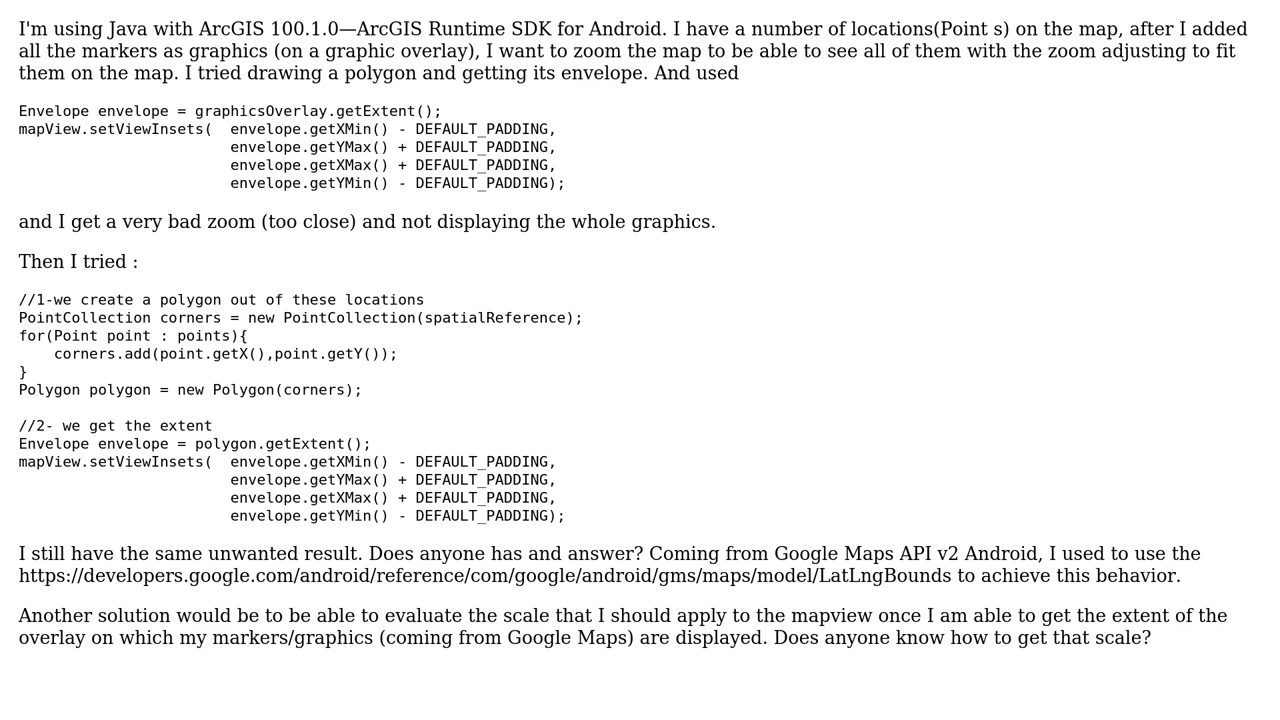 I'm using Java with ArcGIS 100.1.0—ArcGIS Runtime SDK for Android. I have a number of locations(Point s) on the map, after I added
all the markers as graphics (on a graphic overlay), I want to zoom the map to be able to see all of them with the zoom adjusting to fit
them on the map. I tried drawing a polygon and getting its envelope. And used
Envelope envelope = graphicsOverlay.getExtent();
mapView.setViewInsets(  envelope.getXMin() - DEFAULT_PADDING,
                        envelope.getYMax() + DEFAULT_PADDING,
                        envelope.getXMax() + DEFAULT_PADDING,
                        envelope.getYMin() - DEFAULT_PADDING);
and I get a very bad zoom (too close) and not displaying the whole graphics.
Then I tried :
//1-we create a polygon out of these locations
PointCollection corners = new PointCollection(spatialReference);
for(Point point : points){
    corners.add(point.getX(),point.getY());
}
Polygon polygon = new Polygon(corners);
//2- we get the extent
Envelope envelope = polygon.getExtent();
mapView.setViewInsets(  envelope.getXMin() - DEFAULT_PADDING,
                        envelope.getYMax() + DEFAULT_PADDING,
                        envelope.getXMax() + DEFAULT_PADDING,
                        envelope.getYMin() - DEFAULT_PADDING);
I still have the same unwanted result. Does anyone has and answer? Coming from Google Maps API v2 Android, I used to use the
https://developers.google.com/android/reference/com/google/android/gms/maps/model/LatLngBounds to achieve this behavior.
Another solution would be to be able to evaluate the scale that I should apply to the mapview once I am able to get the extent of the
overlay on which my markers/graphics (coming from Google Maps) are displayed. Does anyone know how to get that scale?